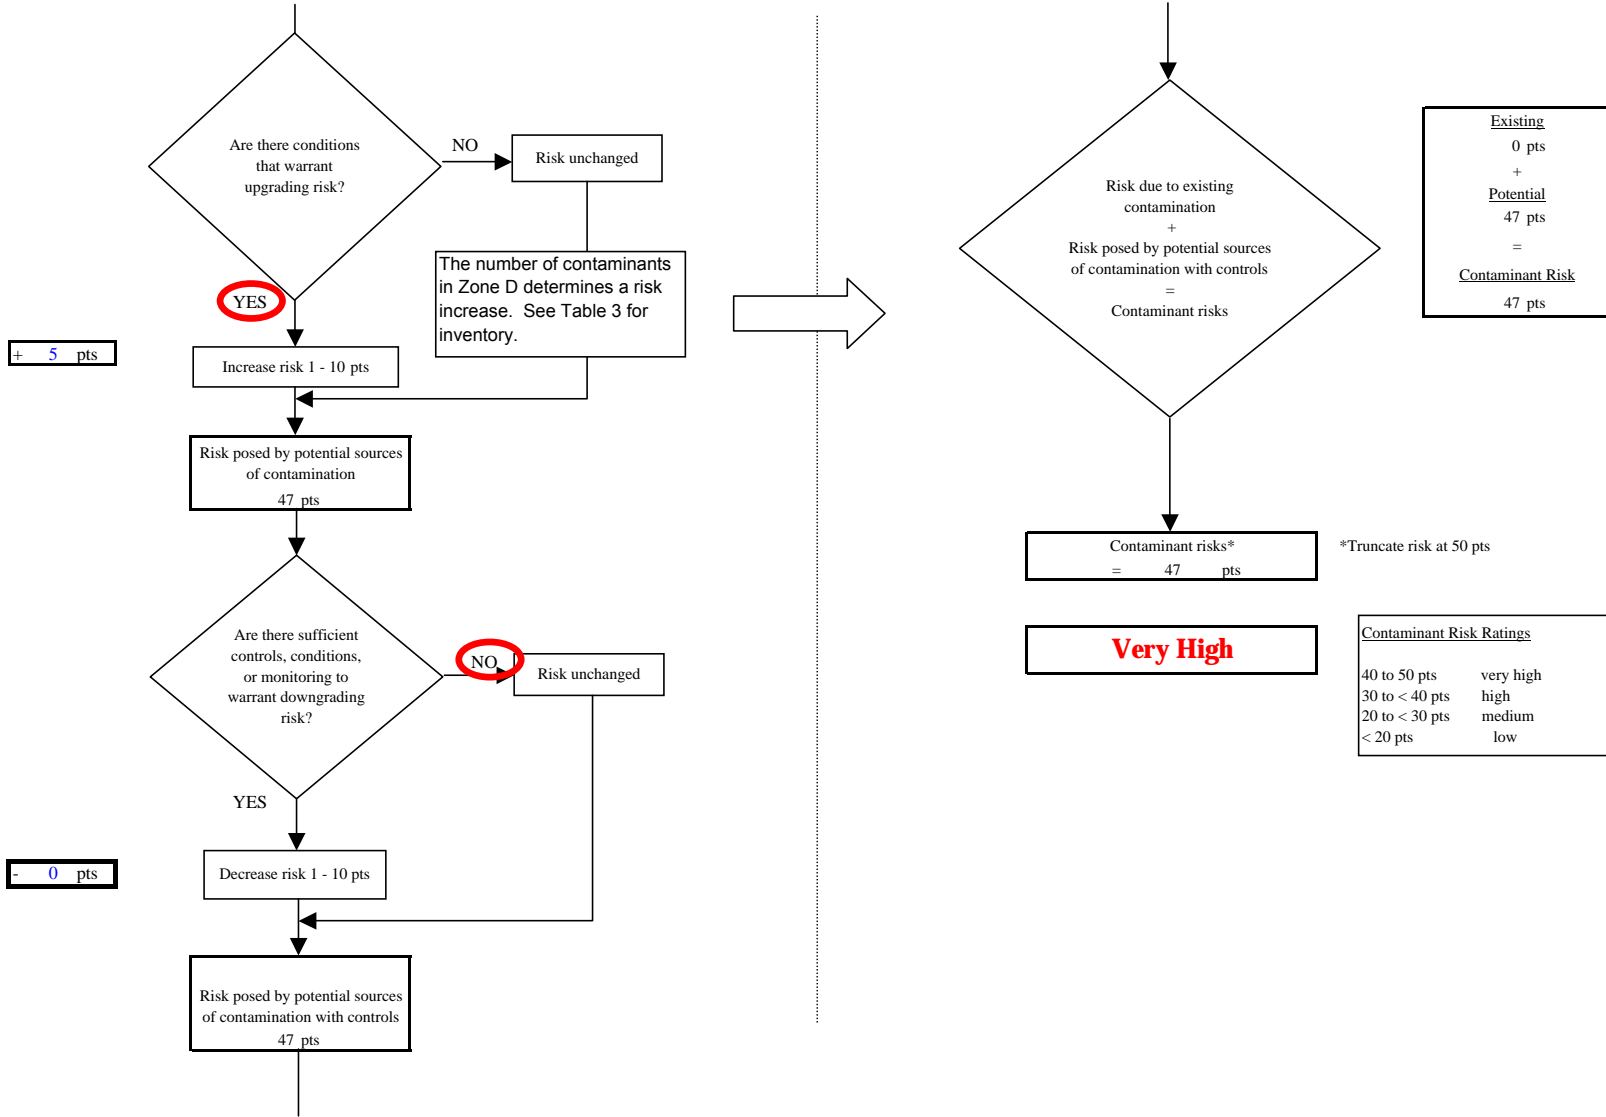 Are there conditions
that warrant
upgrading risk?
NO
Risk unchanged
The number of contaminants
in Zone D determines a risk
increase. See Table 3 for
inventory.
YES
+ 5 pts
Increase risk 1 - 10 pts
Risk posed by potential sources
of contamination
47 pts
Are there sufficient
controls, conditions,
or monitoring to
warrant downgrading
risk?
NO
Risk unchanged
YES
- 0 pts
Decrease risk 1 - 10 pts
Risk posed by potential sources
of contamination with controls
47 pts
Risk due to existing
contamination
+
Risk posed by potential sources
of contamination with controls
=
Contaminant risks
Existing
0 pts
+
Potential
47 pts
=
Contaminant Risk
47 pts
Contaminant risks*
= 47 pts
*Truncate risk at 50 pts
Very High
Contaminant Risk Ratings
40 to 50 pts very high
30 to < 40 pts high
20 to < 30 pts medium
< 20 pts low